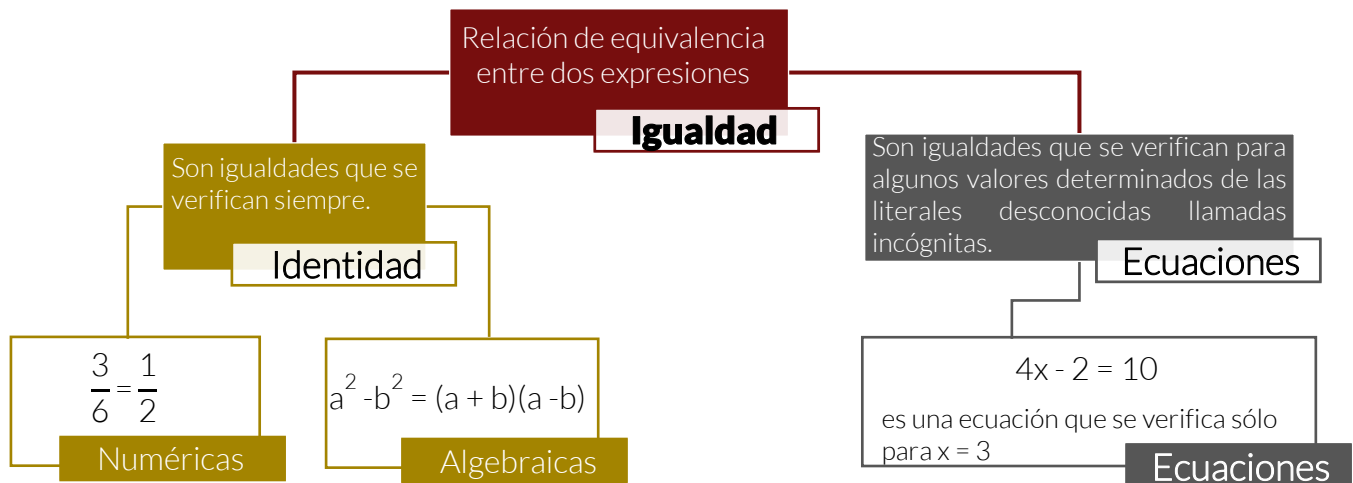 Relación de equivalencia
entre dos expresiones
Igualdad
Son igualdades que se
verifican siempre.
Identidad
Son igualdades que se verifican para
algunos valores determinados de las
literales desconocidas llamadas
incógnitas.
Ecuaciones
3/6 = 1/2
Numéricas
a² -b² = (a + b)(a -b)
Algebraicas
4x - 2 = 10
es una ecuación que se verifica sólo
para x = 3
Ecuaciones